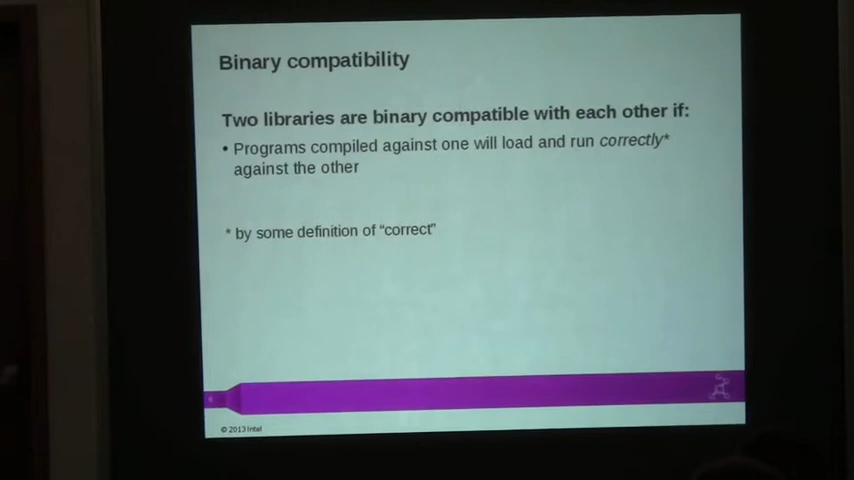 Binary compatibility
Two libraries are binary compatible with each other if:
• Programs compiled against one will load and run correctly*
against the other
* by some definition of “correct”
© 2013 Intel